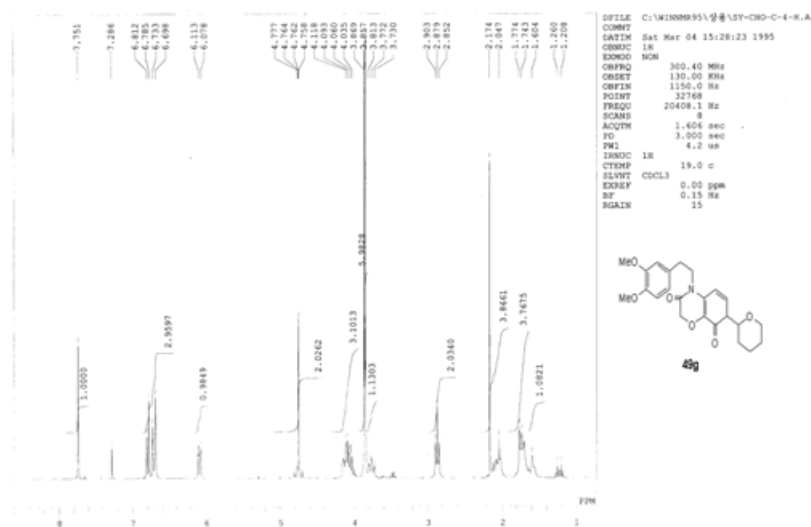 7.751
7.286
6.812
6.785
6.733
6.698
6.113
6.078
4.777
4.764
4.762
4.758
4.118
4.093
4.060
4.035
3.869
3.857
3.813
3.772
3.730
2.903
2.879
2.852
2.174
2.047
1.774
1.743
1.604
1.260
1.208
1.0000
2.9597
0.9849
2.0262
3.1013
5.9828
1.1303
2.0340
3.8661
3.7675
1.0821
8 7 6 5 4 3 2 1
PPM
DFILE
COMNT
DATIM Sat Mar 04 15:28:23 1995
OBNUC 1H
EXMOD NON
OBFRQ 300.40 MHz
OBSET 130.00 KHz
OBFIN 1150.0 Hz
POINT 32768
FREQU 20408.1 Hz
SCANS 8
ACQTM 1.606 sec
PD 3.000 sec
PW1 4.2 us
IRNUC 1H
CTEMP 19.0 c
SLVNT CDCL3
EXREF 0.00 ppm
BF 0.15 Hz
RGAIN 15
MeO
MeO
N
O
O
O
O
49g